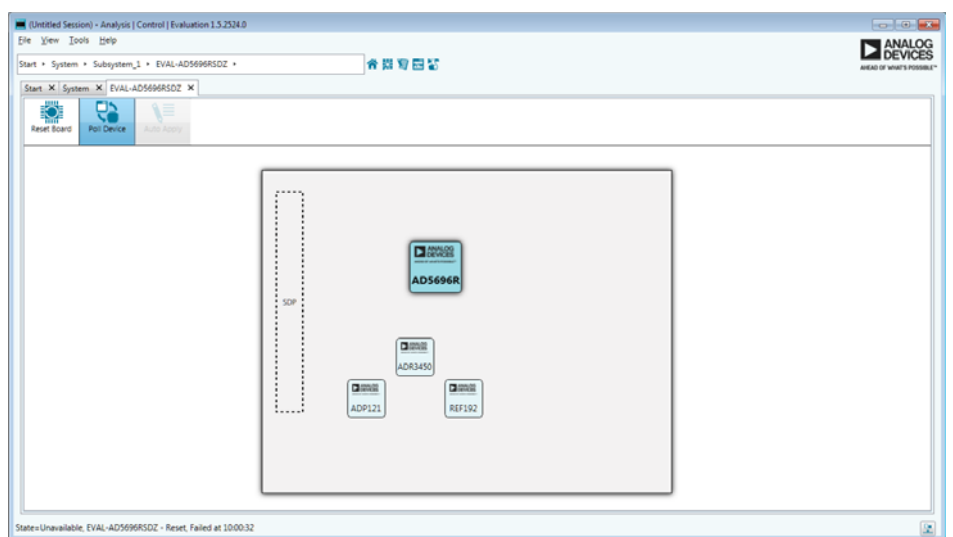 (Untitled Session) - Analysis | Control | Evaluation 1.5.2524.0
File View Tools Help
ANALOG
DEVICES
AHEAD OF WHAT'S POSSIBLE™
Start • System • Subsystem_1 • EVAL-AD5696RSDZ •
Start X System X EVAL-AD5696RSDZ X
Reset Board Poll Device Auto Apply
SDP
ANALOG
DEVICES
AD5696R
ADR3450
ADP121
REF192
State=Unavailable, EVAL-AD5696RSDZ - Reset, Failed at 10:00:32